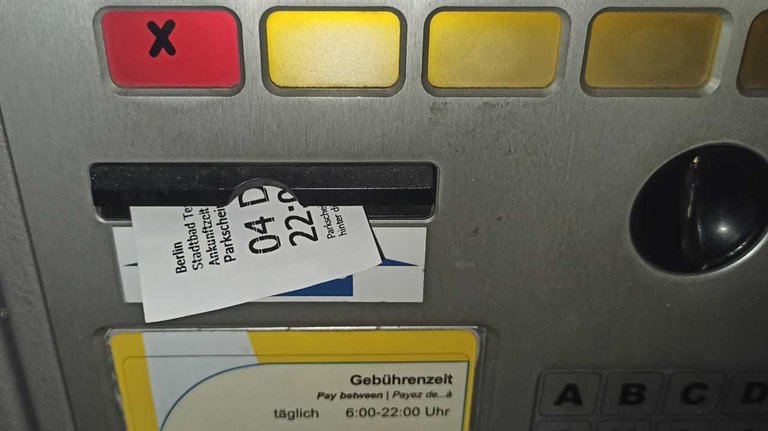 X
Berlin
Stadtbad Te
Ankunftzeit
Parkschei
04 D
22:
Parksche
hinter d
Gebührenzeit
Pay between | Payez de...à
täglich 6:00-22:00 Uhr
A B C D